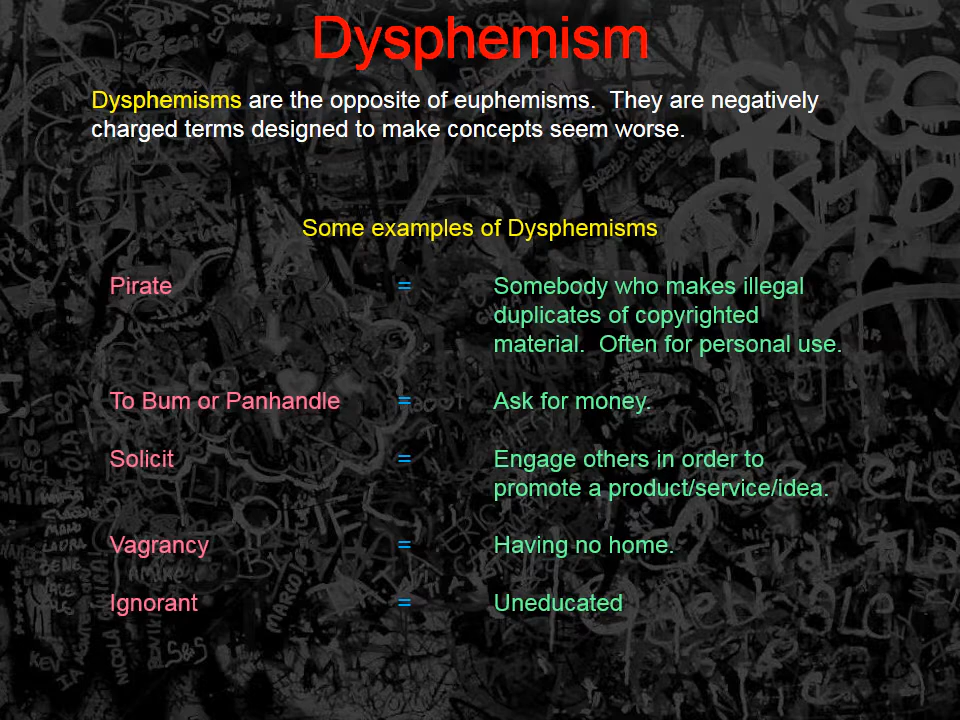 Dysphemism
Dysphemisms are the opposite of euphemisms.  They are negatively
charged terms designed to make concepts seem worse.
Some examples of Dysphemisms
Pirate = Somebody who makes illegal
duplicates of copyrighted
material.  Often for personal use.
To Bum or Panhandle = Ask for money.
Solicit = Engage others in order to
promote a product/service/idea.
Vagrancy = Having no home.
Ignorant = Uneducated
KEV
S&S
MARRO